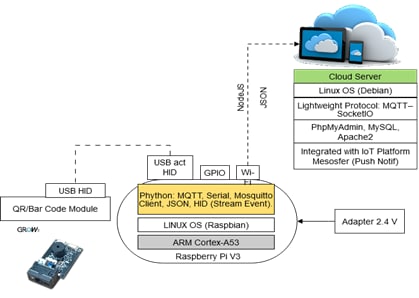 NodeJS
JSON
Cloud Server
Linux OS (Debian)
Lightweight Protocol: MQTT–
SocketIO
PhpMyAdmin, MySQL,
Apache2
Integrated with IoT Platform
Mesosfer (Push Notif)
USB act
HID
GPIO
Wi-
Fi
USB HID
QR/Bar Code Module
GROW
Phython: MQTT, Serial, Mosquitto
Client, JSON, HID (Stream Event).
LINUX OS (Raspbian)
ARM Cortex-A53
Raspberry Pi V3
Adapter 2.4 V